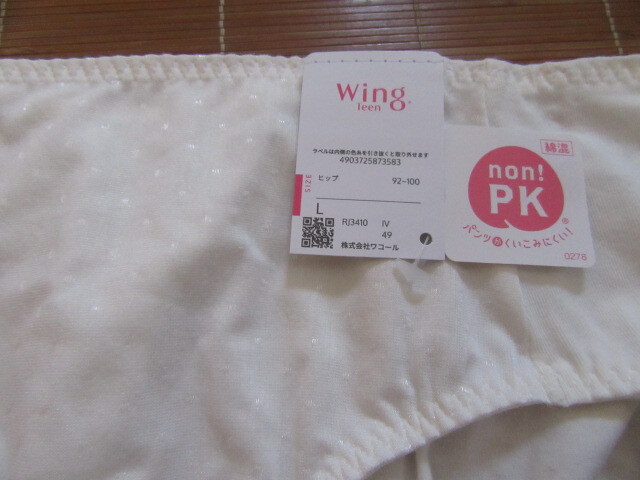 Wing
Teen
ラベルは内側の色糸を引き抜くと取り外せます
4903725873583
SIZE
ヒップ 92~100
L
RJ3410 IV
49
株式会社ワコール
綿混
non!
PK
パンツがくいこみにくい!
0278